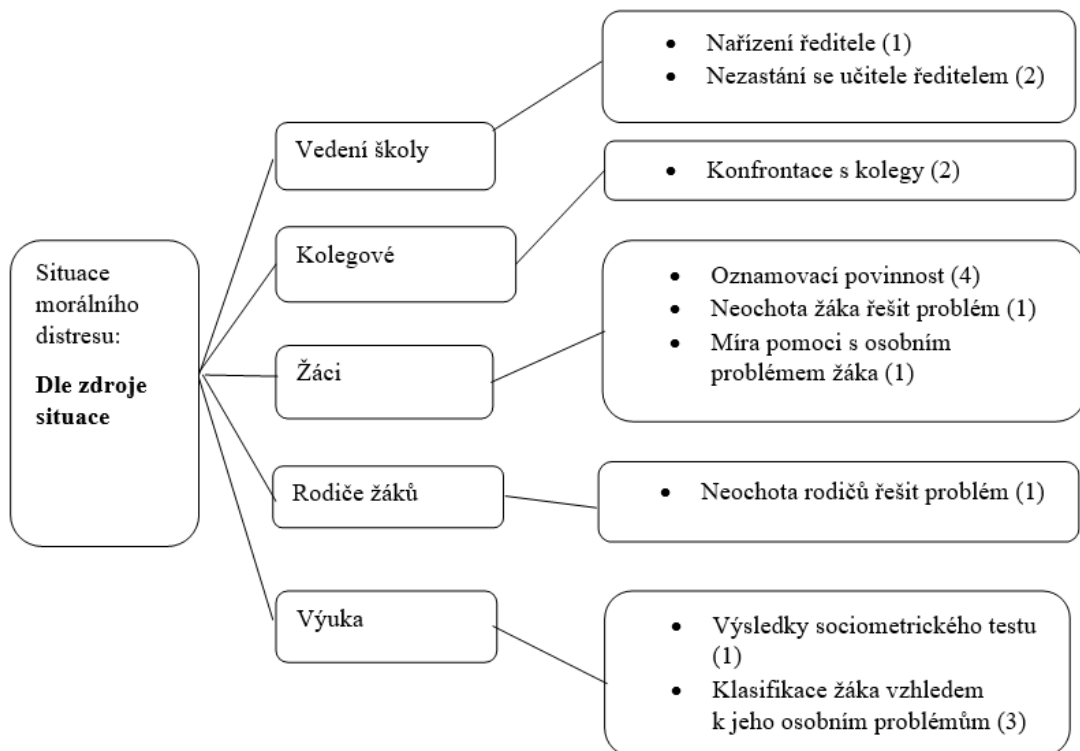 Situace
morálního
distresu:
Dle zdroje
situace
Vedení školy
• Nařízení ředitele (1)
• Nezastání se učitele ředitelem (2)
Kolegové
• Konfrontace s kolegy (2)
Žáci
• Oznamovací povinnost (4)
• Neochota žáka řešit problém (1)
• Míra pomoci s osobním
problémem žáka (1)
Rodiče žáků
• Neochota rodičů řešit problém (1)
Výuka
• Výsledky sociometrického testu
(1)
• Klasifikace žáka vzhledem
k jeho osobním problémům (3)